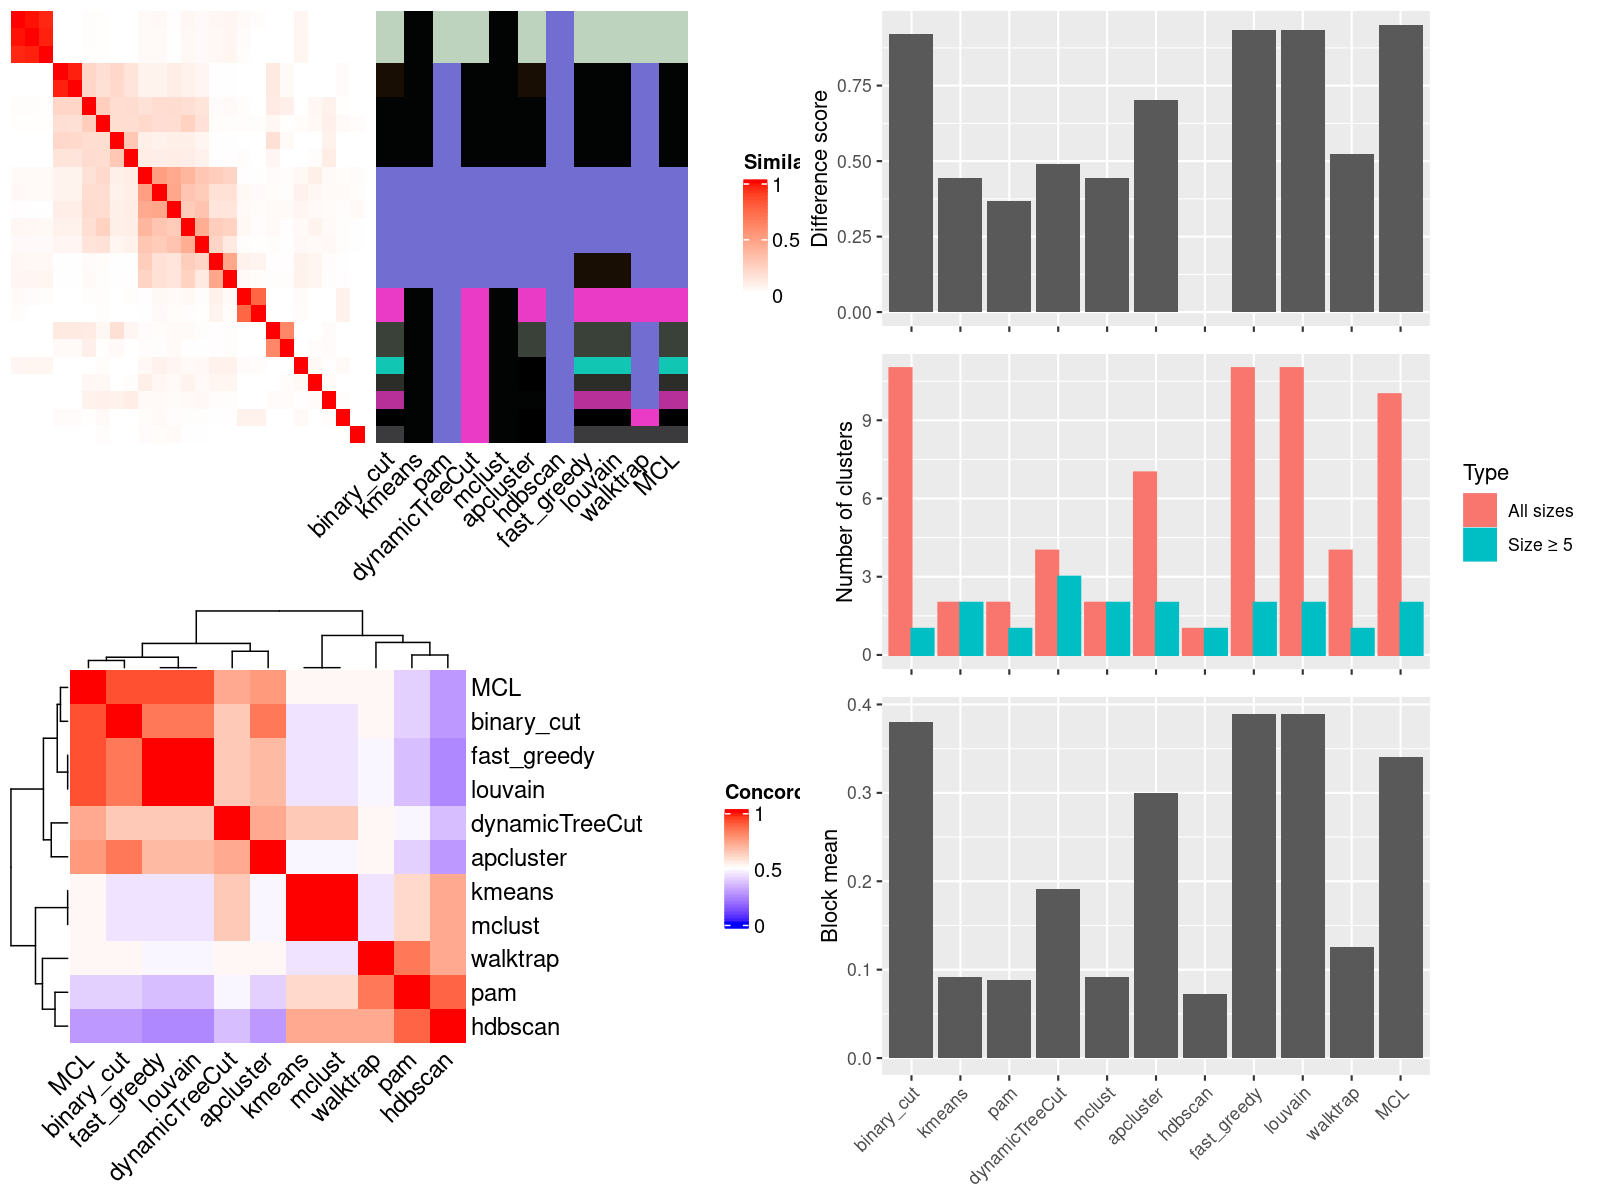 Simila
1
0.5
0
binary_cut
kmeans
pam
dynamicTreeCut
mclust
apcluster
hdbscan
fast_greedy
louvain
walktrap
MCL
MCL
binary_cut
fast_greedy
louvain
dynamicTreeCut
apcluster
kmeans
mclust
walktrap
pam
hdbscan
MCL
binary_cut
fast_greedy
louvain
dynamicTreeCut
apcluster
kmeans
mclust
walktrap
pam
hdbscan
Concord
1
0.5
0
Difference score
0.75
0.50
0.25
0.00
Number of clusters
9
6
3
0
Type
All sizes
Size ≥ 5
Block mean
0.4
0.3
0.2
0.1
0.0
binary_cut
kmeans
pam
dynamicTreeCut
mclust
apcluster
hdbscan
fast_greedy
louvain
walktrap
MCL